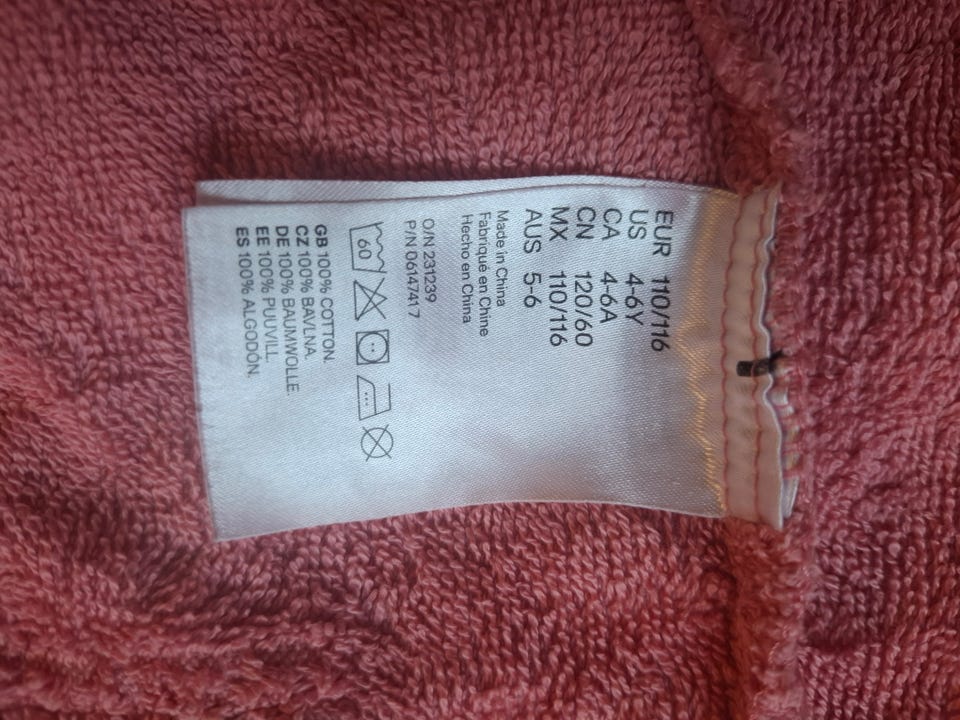 EUR 110/116
US 4-6Y
CA 4-6A
CN 120/60
MX 110/116
AUS 5-6
Made in China
Fabriqué en Chine
Hecho en China
O/N 231239
P/N 06147417
60
GB 100% COTTON.
CZ 100% BAVLNA.
DE 100% BAUMWOLLE.
EE 100% PUUVILL.
ES 100% ALGODÓN.